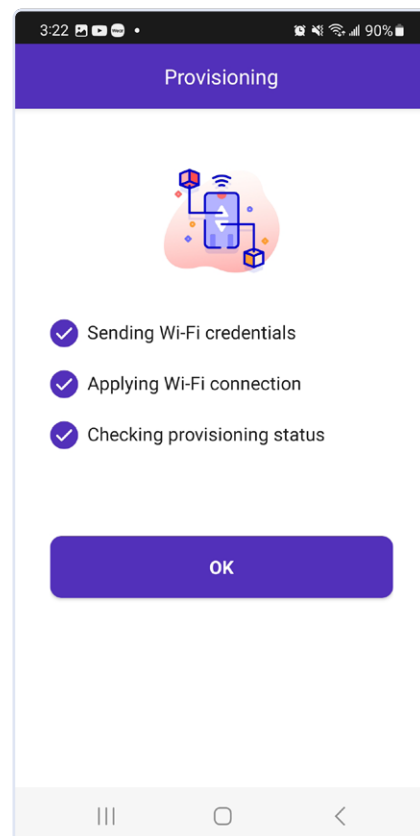 3:22 90%
Provisioning
Sending Wi-Fi credentials
Applying Wi-Fi connection
Checking provisioning status
OK